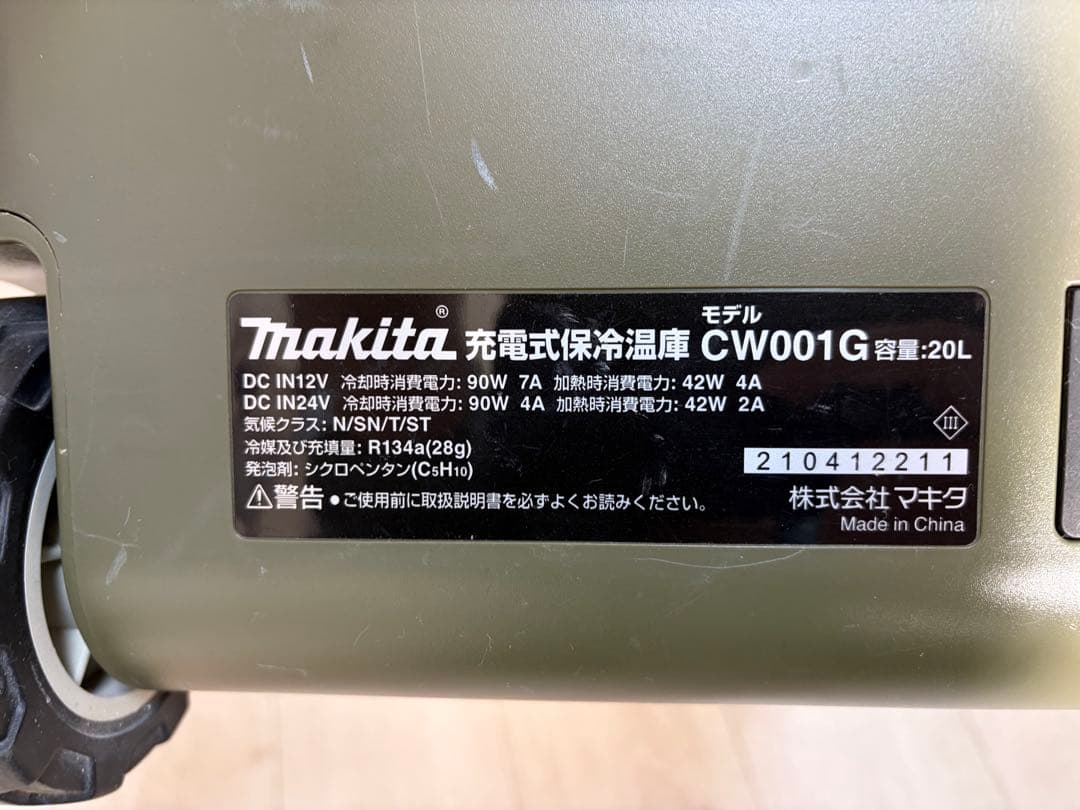 makita® 充電式保冷温庫 モデル CW001G 容量:20L
DC IN12V 冷却時消費電力: 90W 7A 加熱時消費電力: 42W 4A
DC IN24V 冷却時消費電力: 90W 4A 加熱時消費電力: 42W 2A
気候クラス: N/SN/T/ST
冷媒及び充填量: R134a(28g)
発泡剤: シクロペンタン(C₅H₁₀)
III
210412211
⚠警告 ●ご使用前に取扱説明書を必ずよくお読みください。
株式会社マキタ
Made in China